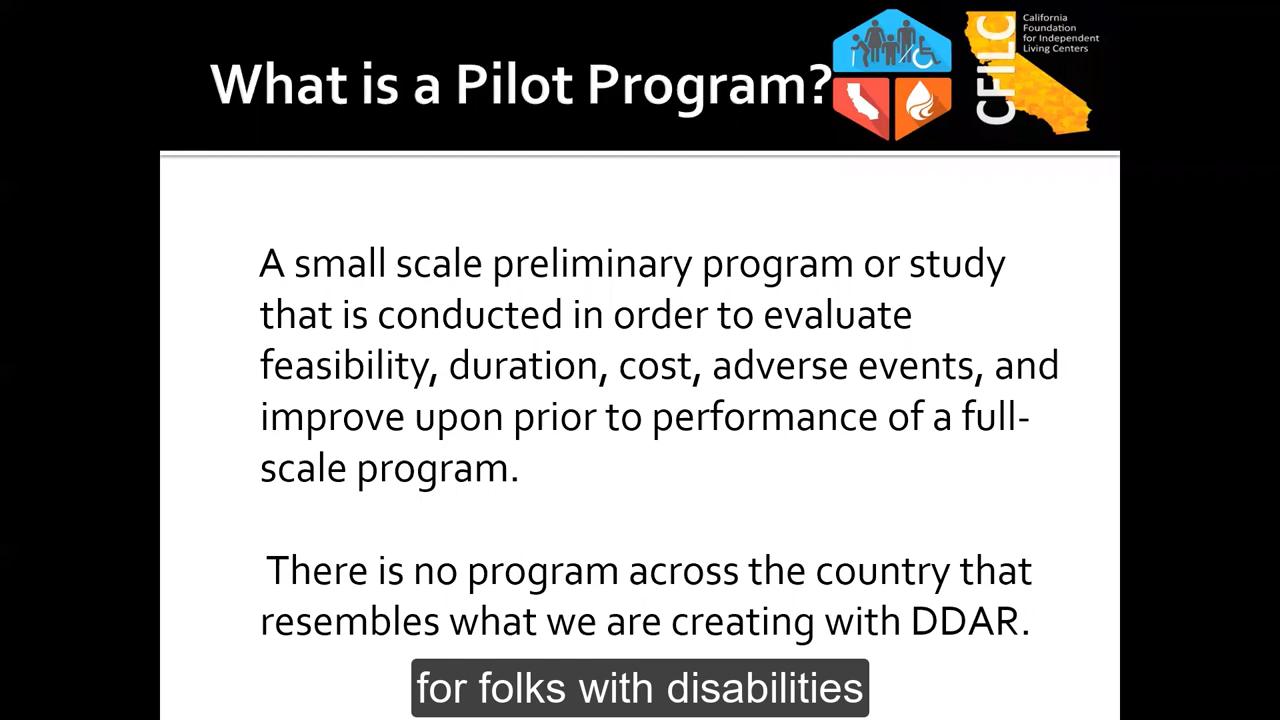 What is a Pilot Program?
CFILC
California
Foundation
for Independent
Living Centers
A small scale preliminary program or study
that is conducted in order to evaluate
feasibility, duration, cost, adverse events, and
improve upon prior to performance of a full-
scale program.
There is no program across the country that
resembles what we are creating with DDAR.
for folks with disabilities